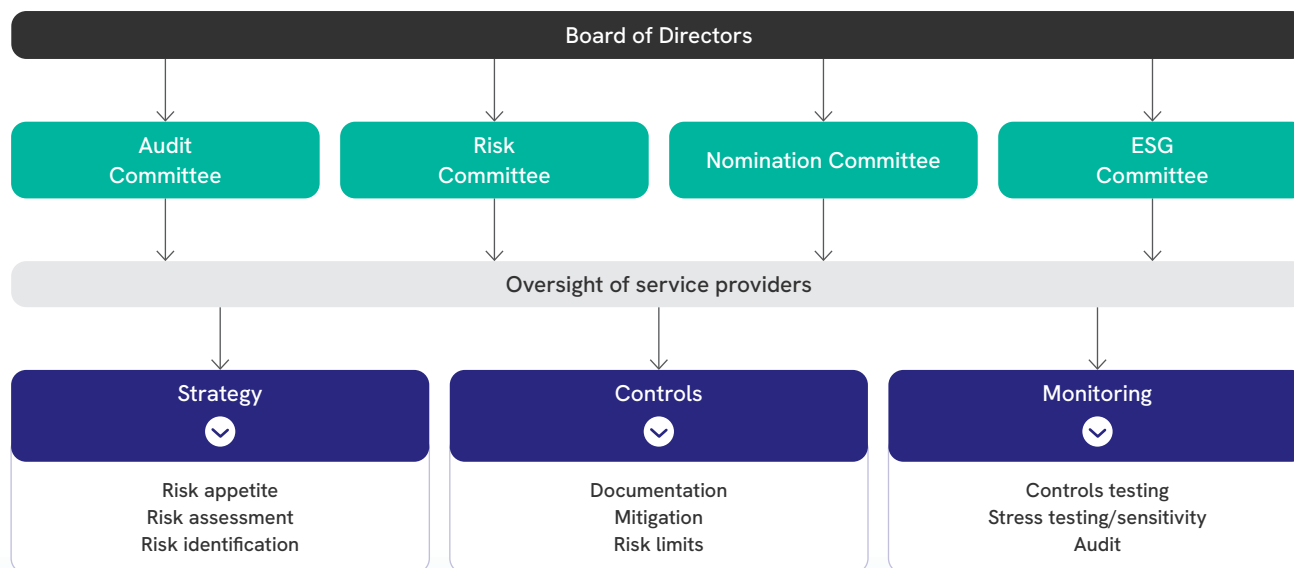 Board of Directors
Audit
Committee
Risk
Committee
Nomination Committee
ESG
Committee
Oversight of service providers
Strategy
Risk appetite
Risk assessment
Risk identification
Controls
Documentation
Mitigation
Risk limits
Monitoring
Controls testing
Stress testing/sensitivity
Audit